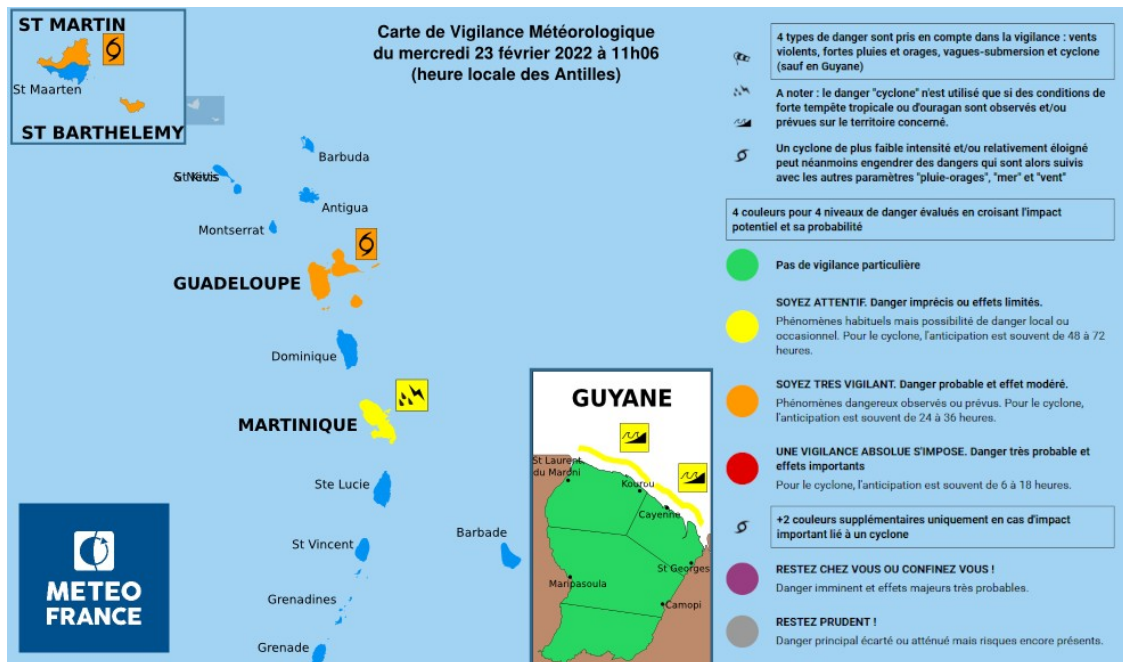 ST MARTIN
St Maarten
ST BARTHELEMY
Carte de Vigilance Météorologique
du mercredi 23 février 2022 à 11h06
(heure locale des Antilles)
Barbuda
Antigua
Montserrat
GUADELOUPE
Dominique
MARTINIQUE
Ste Lucie
St Vincent
Barbade
Grenadines
Grenade
METEO
FRANCE
GUYANE
St Laurent
du Maroni
Kourou
Cayenne
St Georges
Maripasoula
Camopi
4 types de danger sont pris en compte dans la vigilance : vents
violents, fortes pluies et orages, vagues-submersion et cyclone
(sauf en Guyane)
A noter : le danger "cyclone" n'est utilisé que si des conditions de
forte tempête tropicale ou d'ouragan sont observés et/ou
prévues sur le territoire concerné.
Un cyclone de plus faible intensité et/ou relativement éloigné
peut néanmoins engendrer des dangers qui sont alors suivis
avec les autres paramètres "pluie-orages", "mer" et "vent"
4 couleurs pour 4 niveaux de danger évalués en croisant l'impact
potentiel et sa probabilité
Pas de vigilance particulière
SOYEZ ATTENTIF. Danger imprécis ou effets limités.
Phénomènes habituels mais possibilité de danger local ou
occasionnel. Pour le cyclone, l'anticipation est souvent de 48 à 72
heures.
SOYEZ TRES VIGILANT. Danger probable et effet modéré.
Phénomènes dangereux observés ou prévus. Pour le cyclone,
l'anticipation est souvent de 24 à 36 heures.
UNE VIGILANCE ABSOLUE S'IMPOSE. Danger très probable et
effets importants
Pour le cyclone, l'anticipation est souvent de 6 à 18 heures.
+2 couleurs supplémentaires uniquement en cas d'impact
important lié à un cyclone
RESTEZ CHEZ VOUS OU CONFINEZ VOUS !
Danger imminent et effets majeurs très probables.
RESTEZ PRUDENT !
Danger principal écarté ou atténué mais risques encore présents.